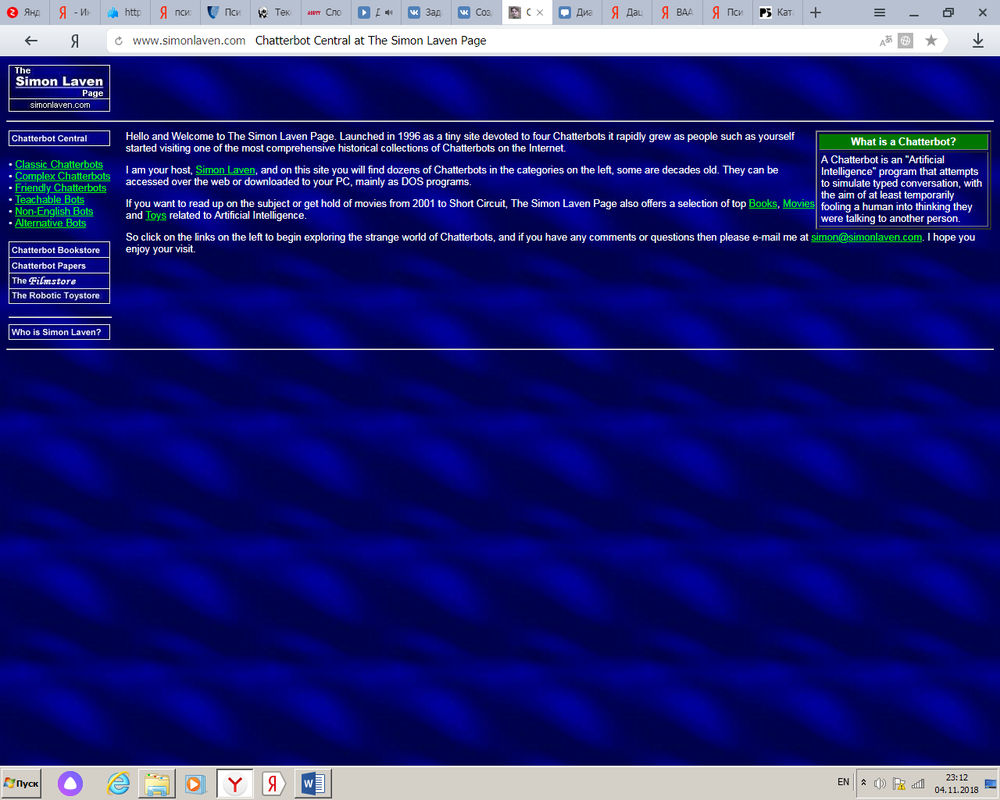 Янд
- Ин
http
пси
Пси
Тек
ABBYY Сло
Д
Зад
Соз
С
Диа
Дац
ВАА
Пси
Кат
www.simonlaven.com Chatterbot Central at The Simon Laven Page
The
Simon Laven
Page
simonlaven.com
Chatterbot Central
• Classic Chatterbots
• Complex Chatterbots
• Friendly Chatterbots
• Teachable Bots
• Non-English Bots
• Alternative Bots
Chatterbot Bookstore
Chatterbot Papers
The Filmstore
The Robotic Toystore
Who is Simon Laven?
Hello and Welcome to The Simon Laven Page. Launched in 1996 as a tiny site devoted to four Chatterbots it rapidly grew as people such as yourself
started visiting one of the most comprehensive historical collections of Chatterbots on the Internet.
I am your host, Simon Laven, and on this site you will find dozens of Chatterbots in the categories on the left, some are decades old. They can be
accessed over the web or downloaded to your PC, mainly as DOS programs.
If you want to read up on the subject or get hold of movies from 2001 to Short Circuit, The Simon Laven Page also offers a selection of top Books, Movies
and Toys related to Artificial Intelligence.
So click on the links on the left to begin exploring the strange world of Chatterbots, and if you have any comments or questions then please e-mail me at simon@simonlaven.com. I hope you
enjoy your visit.
What is a Chatterbot?
A Chatterbot is an "Artificial
Intelligence" program that attempts
to simulate typed conversation, with
the aim of at least temporarily
fooling a human into thinking they
were talking to another person.
Пуск
EN
23:12
04.11.2018